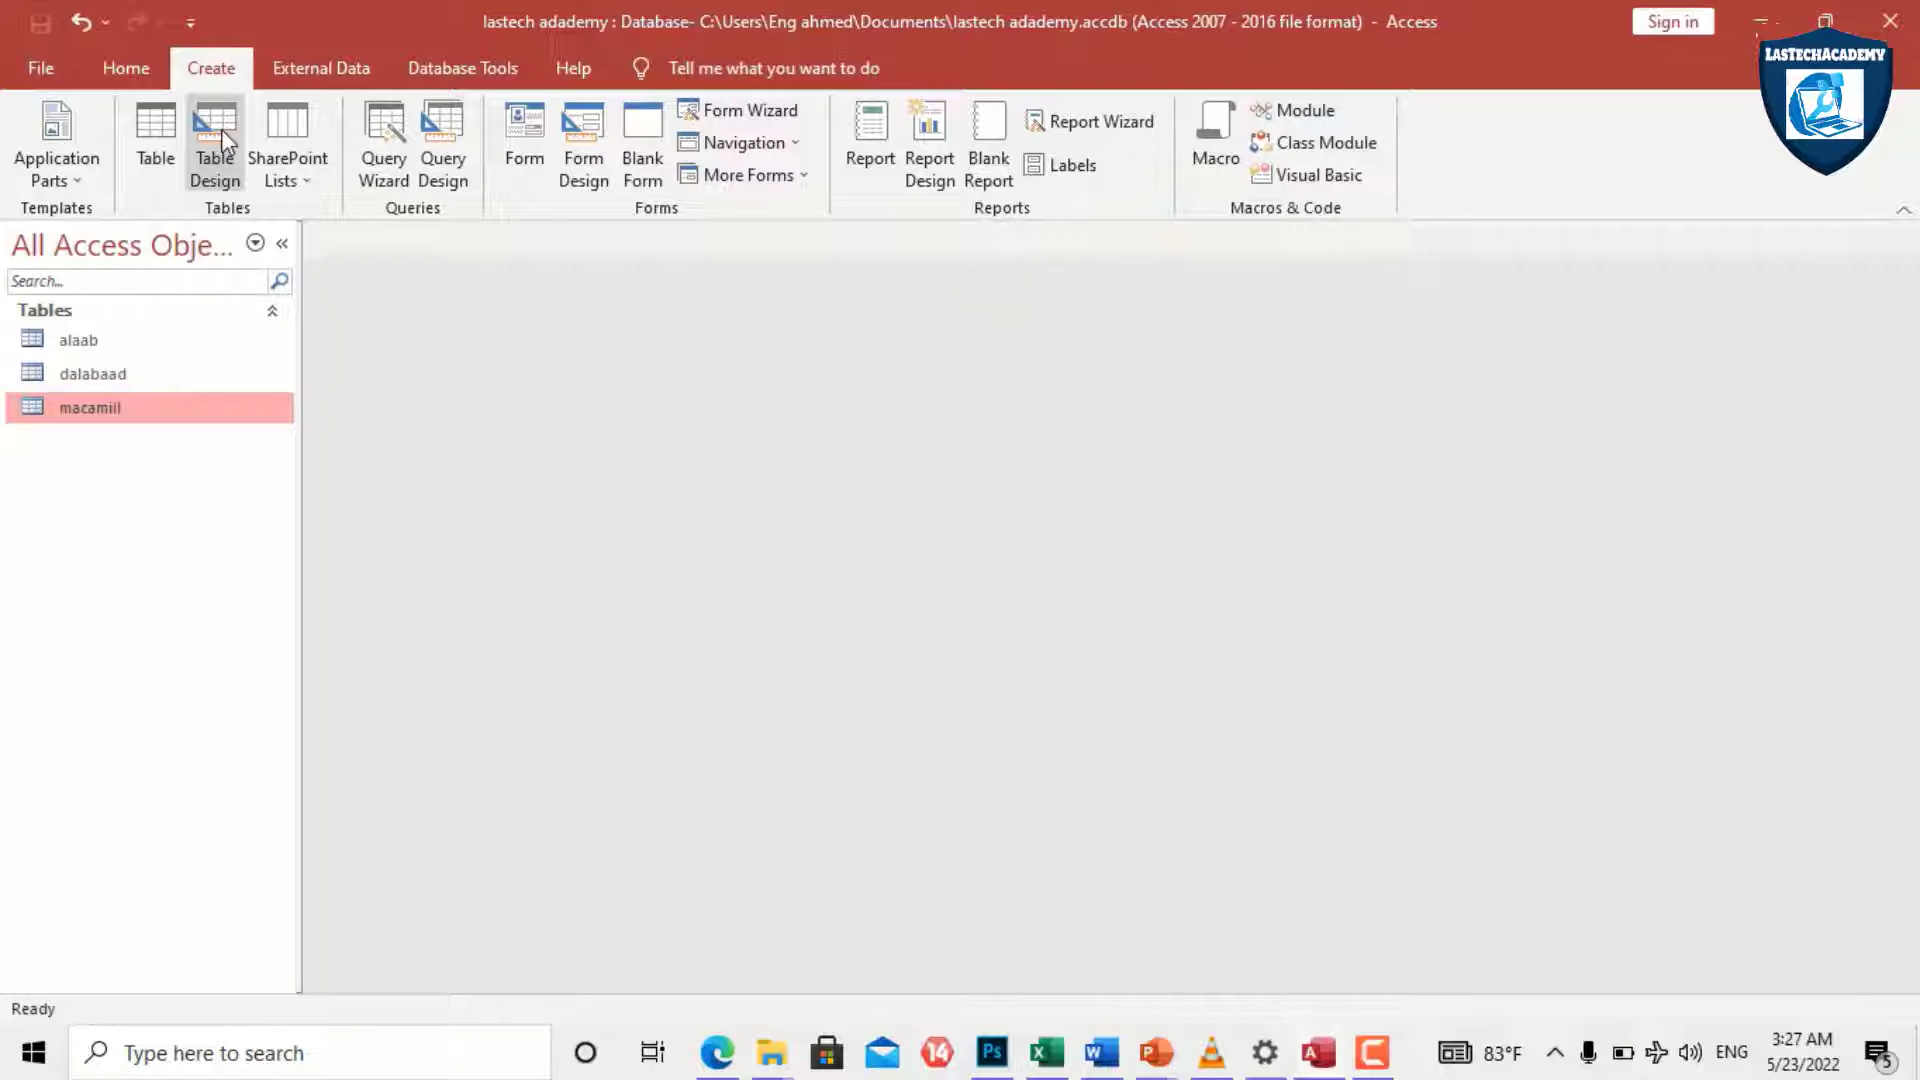 lastech adademy : Database- C:\Users\Eng ahmed\Documents\lastech adademy.accdb (Access 2007 - 2016 file format) - Access
Sign in
File Home Create External Data Database Tools Help Tell me what you want to do
LASTECHACADEMY
Application Parts
Table
Table Design
SharePoint Lists
Query Wizard
Query Design
Form
Form Design
Blank Form
Form Wizard
Navigation
More Forms
Report
Report Design
Blank Report
Report Wizard
Labels
Macro
Module
Class Module
Visual Basic
Templates Tables Queries Forms Reports Macros & Code
All Access Obje...
Search...
Tables
alaab
dalabaad
macamiil
Ready
Type here to search
14
Ps
83°F
ENG
3:27 AM
5/23/2022
5